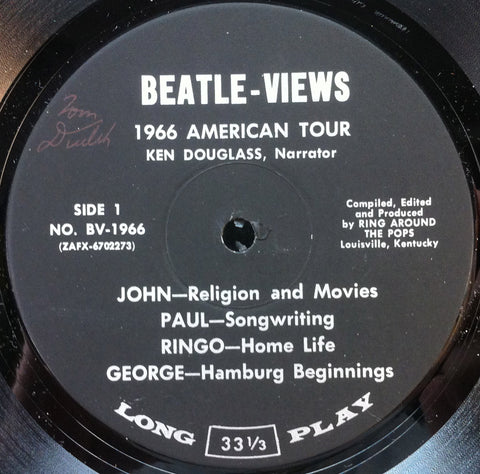 BEATLE-VIEWS
1966 AMERICAN TOUR
KEN DOUGLASS, Narrator
Tom
SIDE 1
NO. BV-1966
(ZAFX-6702273)
Compiled, Edited
and Produced
by RING AROUND
THE POPS
Louisville, Kentucky
JOHN—Religion and Movies
PAUL—Songwriting
RINGO—Home Life
GEORGE—Hamburg Beginnings
LONG 33⅓ PLAY